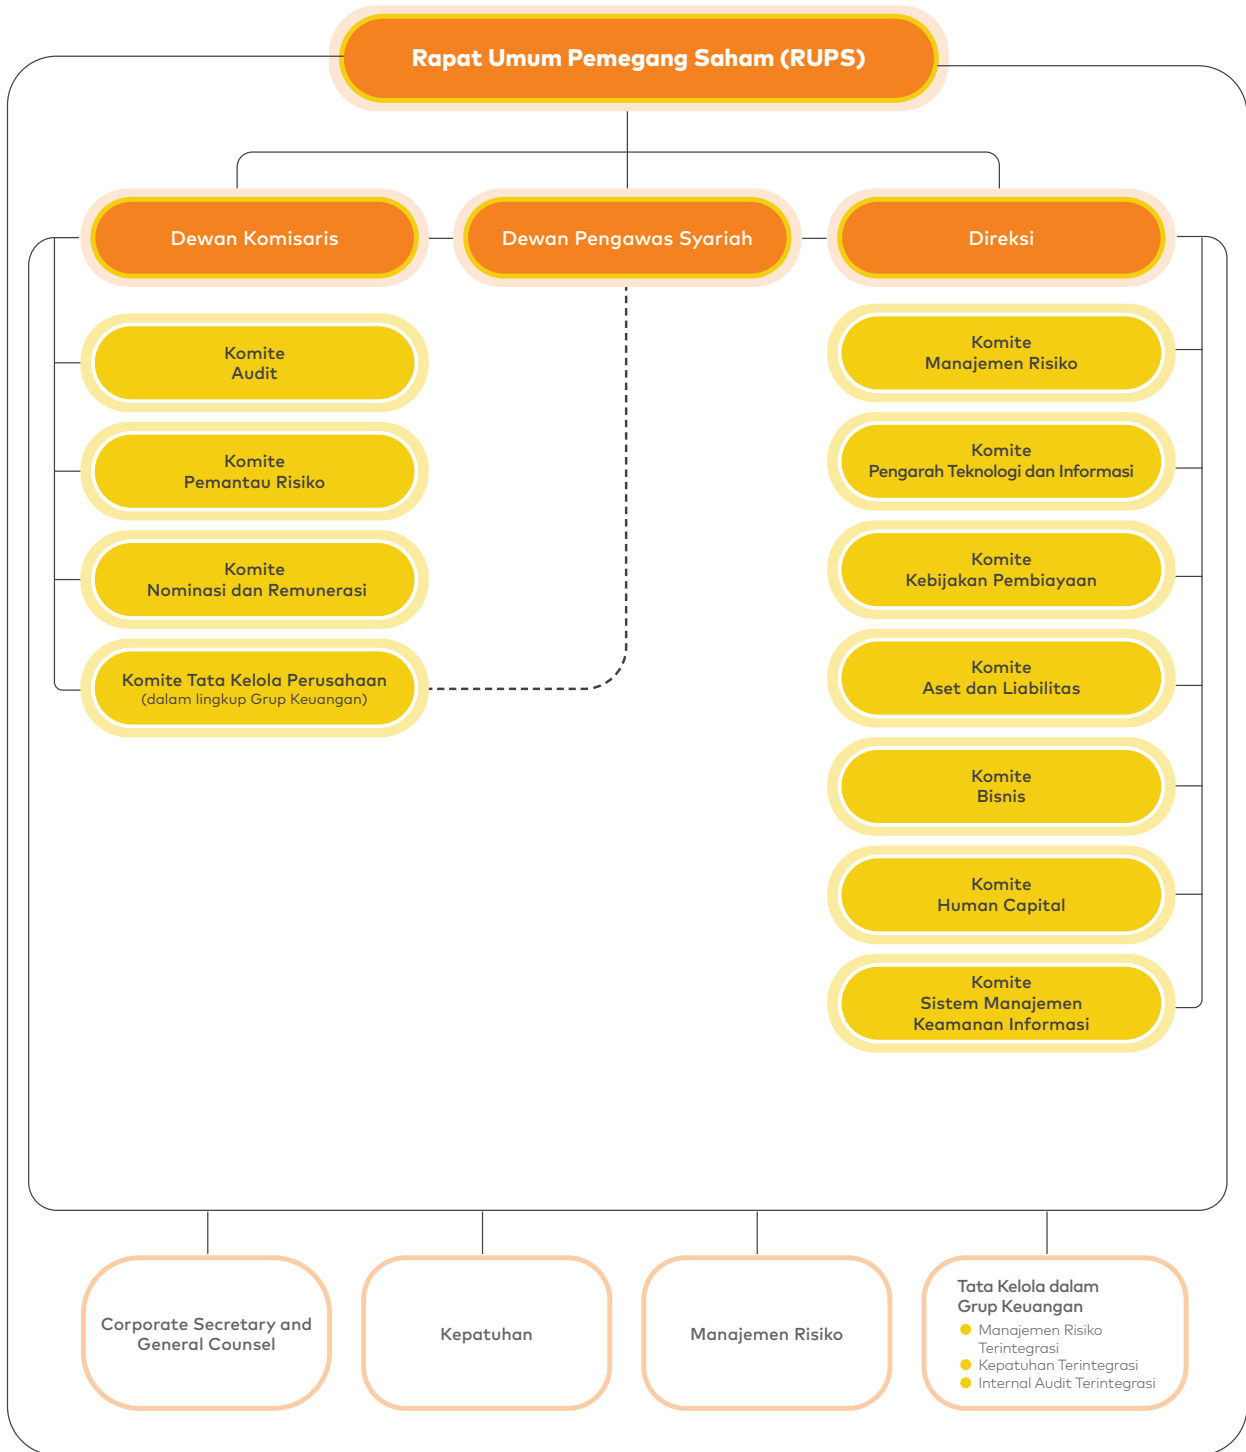 Rapat Umum Pemegang Saham (RUPS)
Dewan Komisaris
Dewan Pengawas Syariah
Direksi
Komite
Audit
Komite
Pemantau Risiko
Komite
Nominasi dan Remunerasi
Komite Tata Kelola Perusahaan
(dalam lingkup Grup Keuangan)
Komite
Manajemen Risiko
Komite
Pengarah Teknologi dan Informasi
Komite
Kebijakan Pembiayaan
Komite
Aset dan Liabilitas
Komite
Bisnis
Komite
Human Capital
Komite
Sistem Manajemen
Keamanan Informasi
Corporate Secretary and
General Counsel
Kepatuhan
Manajemen Risiko
Tata Kelola dalam
Grup Keuangan
Manajemen Risiko
Terintegrasi
Kepatuhan Terintegrasi
Internal Audit Terintegrasi